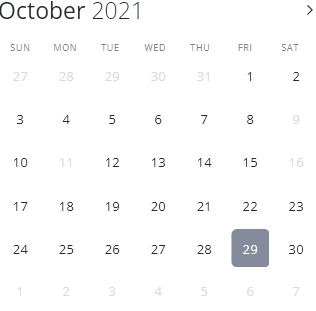 October 2021
SUN MON TUE WED THU FRI SAT
27 28 29 30 31 1 2
3 4 5 6 7 8 9
10 11 12 13 14 15 16
17 18 19 20 21 22 23
24 25 26 27 28 29 30
1 2 3 4 5 6 7